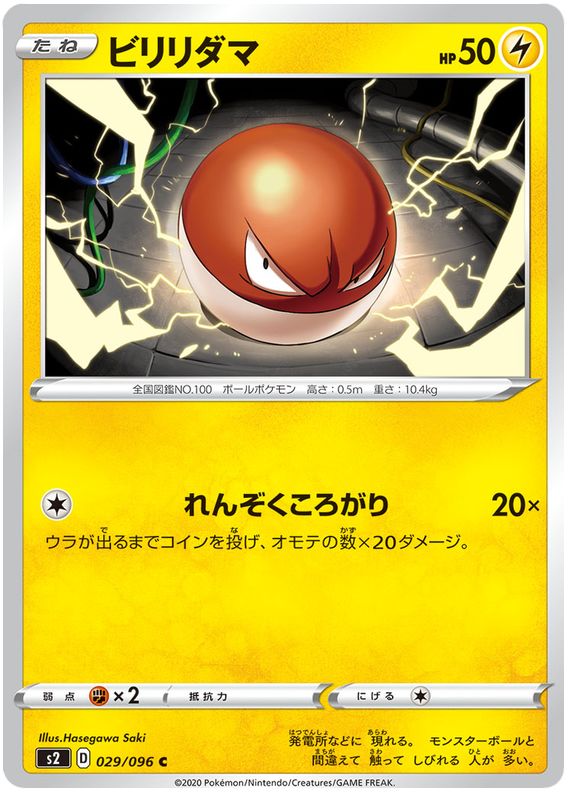 たね ビリリダマ HP50
全国図鑑NO.100 ボールポケモン 高さ:0.5m 重さ:10.4kg
れんぞくころがり 20×
ウラが出るまでコインを投げ、オモテの数×20ダメージ。
弱点 ×2 抵抗力 にげる
Illus.Hasegawa Saki
発電所などに 現れる。 モンスターボールと
間違えて 触って しびれる 人が 多い。
s2 D 029/096 C
©2020 Pokémon/Nintendo/Creatures/GAME FREAK.